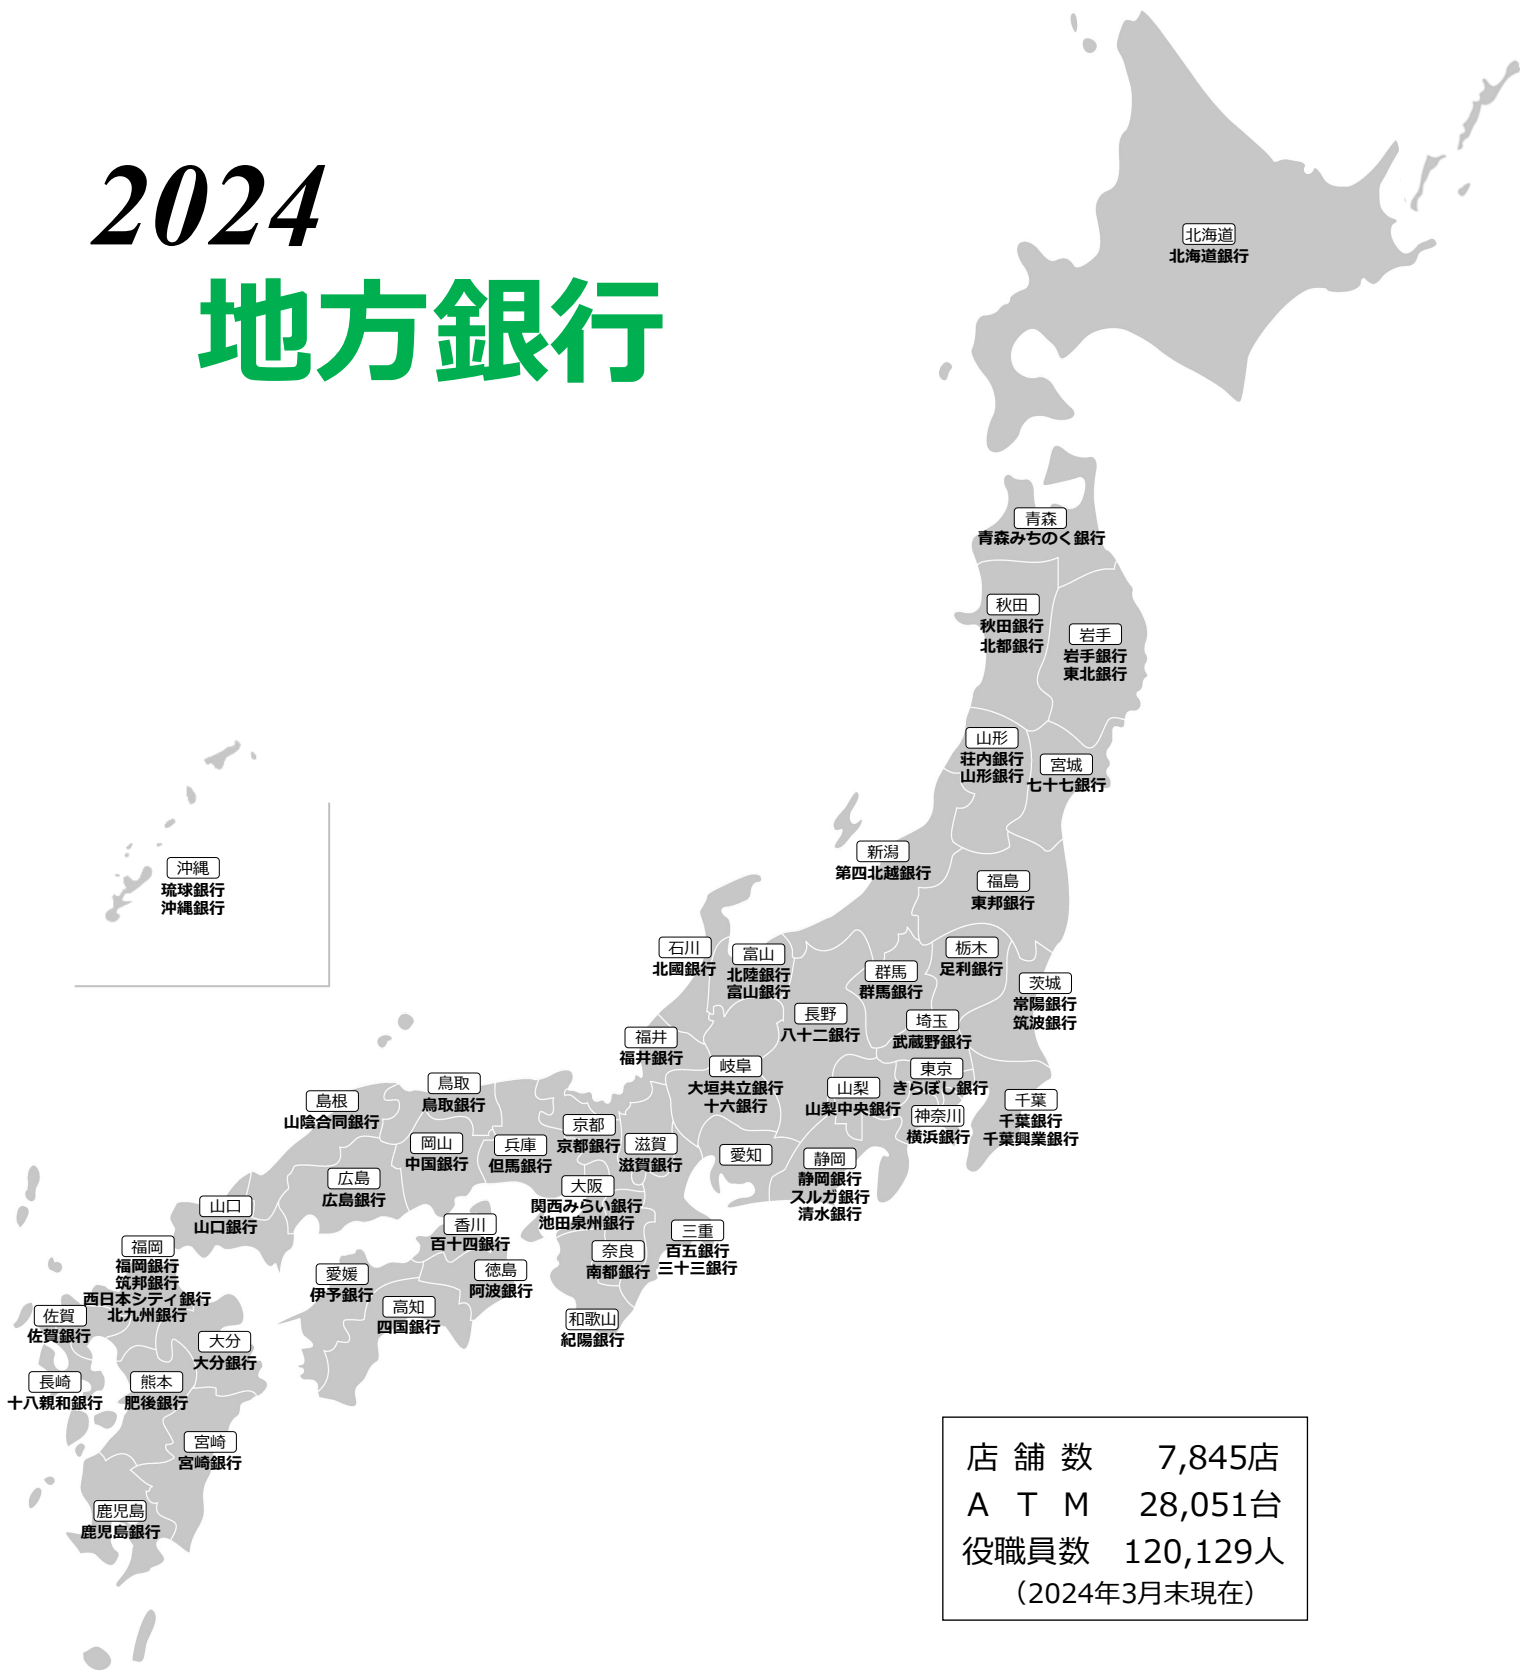 2024
地方銀行
北海道
北海道銀行
青森
青森みちのく銀行
秋田
秋田銀行
北都銀行
岩手
岩手銀行
東北銀行
山形
荘内銀行
山形銀行
宮城
七十七銀行
新潟
第四北越銀行
福島
東邦銀行
沖縄
琉球銀行
沖縄銀行
石川
北國銀行
富山
北陸銀行
富山銀行
群馬
群馬銀行
栃木
足利銀行
茨城
常陽銀行
筑波銀行
長野
八十二銀行
埼玉
武蔵野銀行
福井
福井銀行
岐阜
大垣共立銀行
十六銀行
山梨
山梨中央銀行
東京
きらぼし銀行
神奈川
横浜銀行
千葉
千葉銀行
千葉興業銀行
島根
山陰合同銀行
鳥取
鳥取銀行
岡山
中国銀行
兵庫
但馬銀行
京都
京都銀行
滋賀
滋賀銀行
愛知
静岡
静岡銀行
スルガ銀行
清水銀行
広島
広島銀行
大阪
関西みらい銀行
池田泉州銀行
山口
山口銀行
香川
百十四銀行
三重
百五銀行
三十三銀行
奈良
南都銀行
福岡
福岡銀行
筑邦銀行
西日本シティ銀行
北九州銀行
愛媛
伊予銀行
徳島
阿波銀行
高知
四国銀行
和歌山
紀陽銀行
佐賀
佐賀銀行
大分
大分銀行
長崎
十八親和銀行
熊本
肥後銀行
宮崎
宮崎銀行
鹿児島
鹿児島銀行
店舗数 7,845店
ATM 28,051台
役職員数 120,129人
（2024年3月末現在）